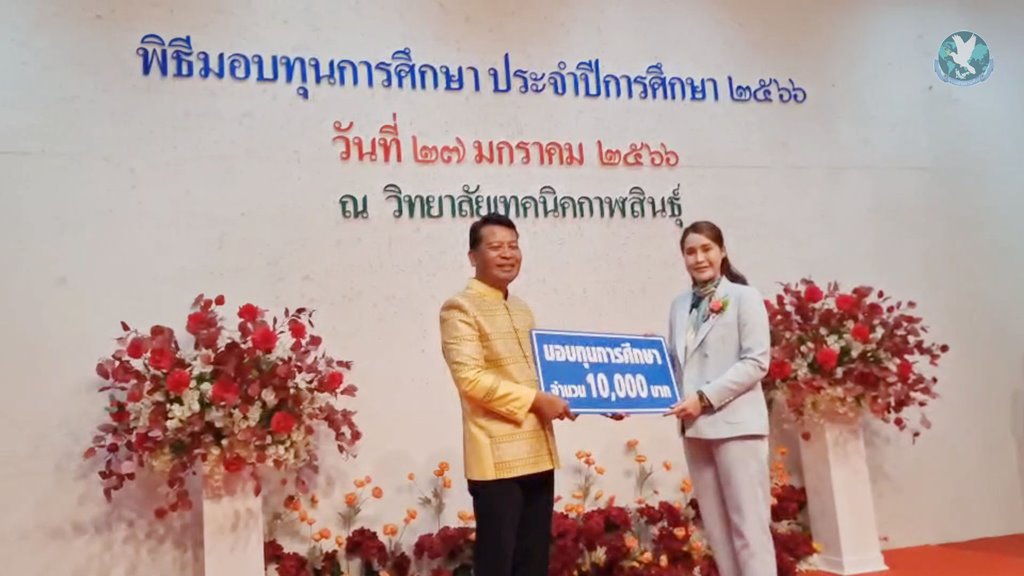 พิธีมอบทุนการศึกษา ประจำปีการศึกษา ๒๕๖๖
วันที่ ๒๗ มกราคม ๒๕๖๖
ณ วิทยาลัยเทคนิคกาฬสินธุ์
มอบทุนการศึกษา
จำนวน 10,000 บาท